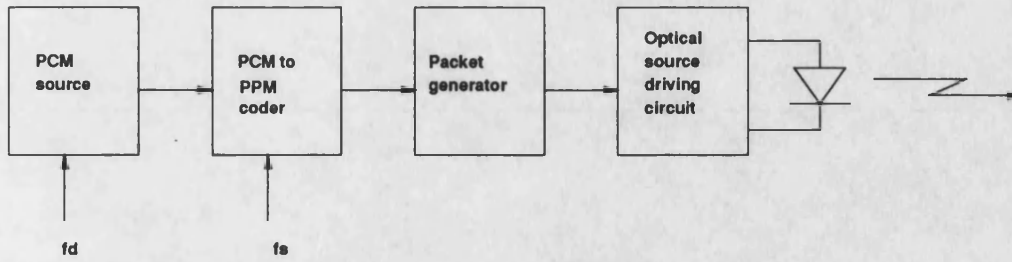 PCM
source
PCM to
PPM
coder
Packet
generator
Optical
source
driving
circuit
fd
fs